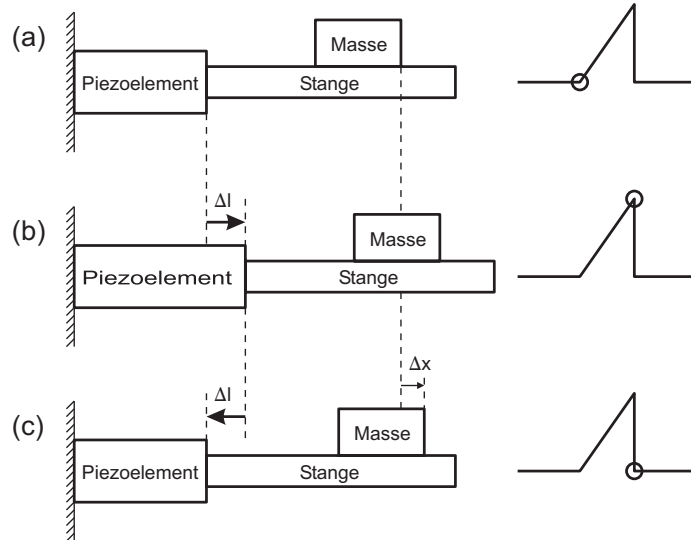 (a)
Masse
Piezoelement
Stange
Δl
(b)
Masse
Piezoelement
Stange
Δx
Δl
(c)
Masse
Piezoelement
Stange